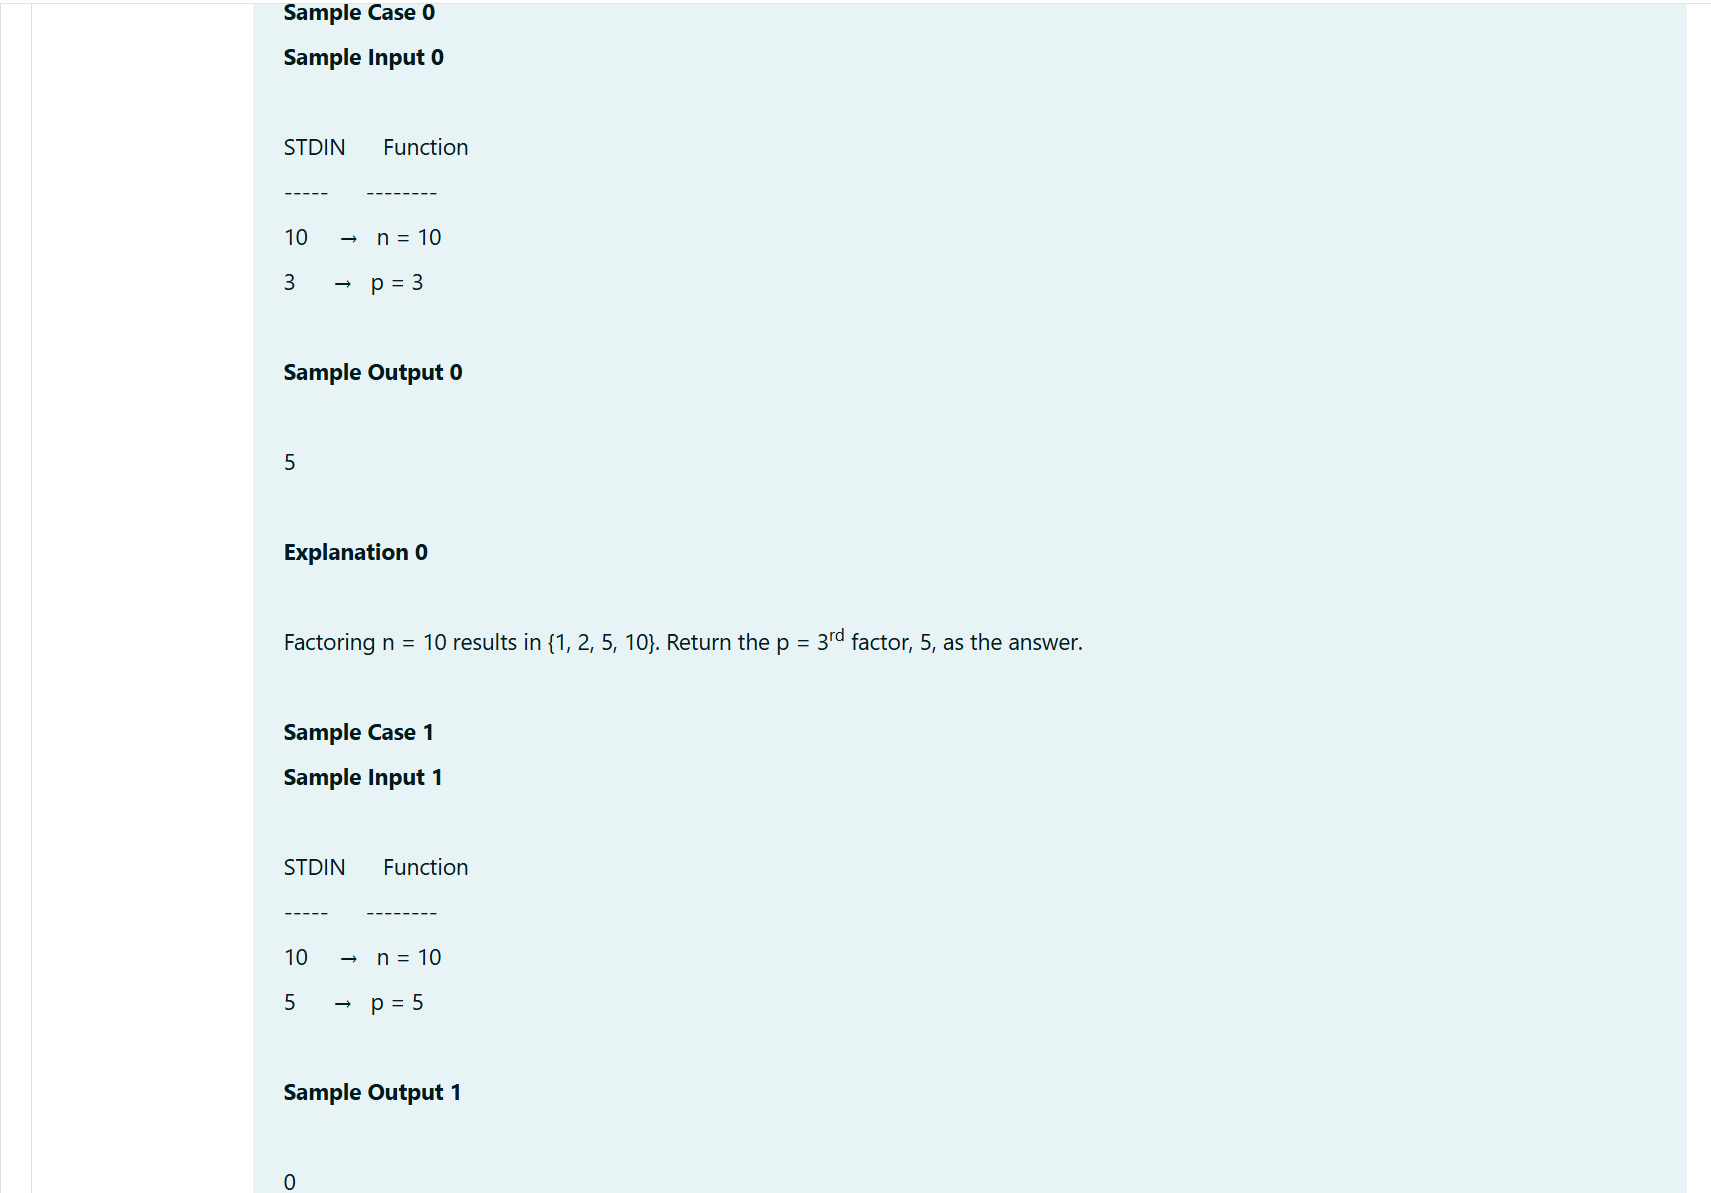 Sample Case 0
Sample Input 0
STDIN Function
----- --------
10 → n = 10
3 → p = 3
Sample Output 0
5
Explanation 0
Factoring n = 10 results in {1, 2, 5, 10}. Return the p = 3rd factor, 5, as the answer.
Sample Case 1
Sample Input 1
STDIN Function
----- --------
10 → n = 10
5 → p = 5
Sample Output 1
0